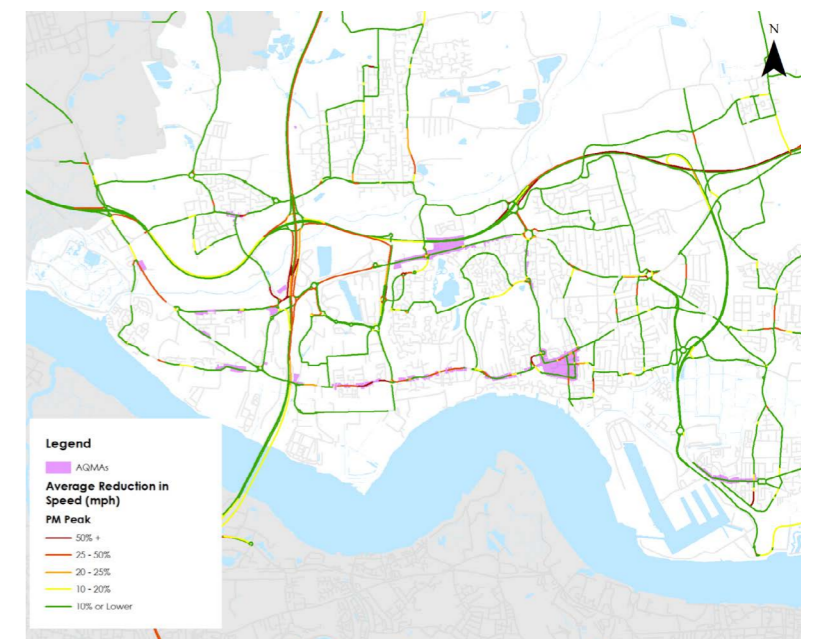 N
Legend
AQMAs
Average Reduction in
Speed (mph)
PM Peak
50% +
25 - 50%
20 - 25%
10 - 20%
10% or Lower